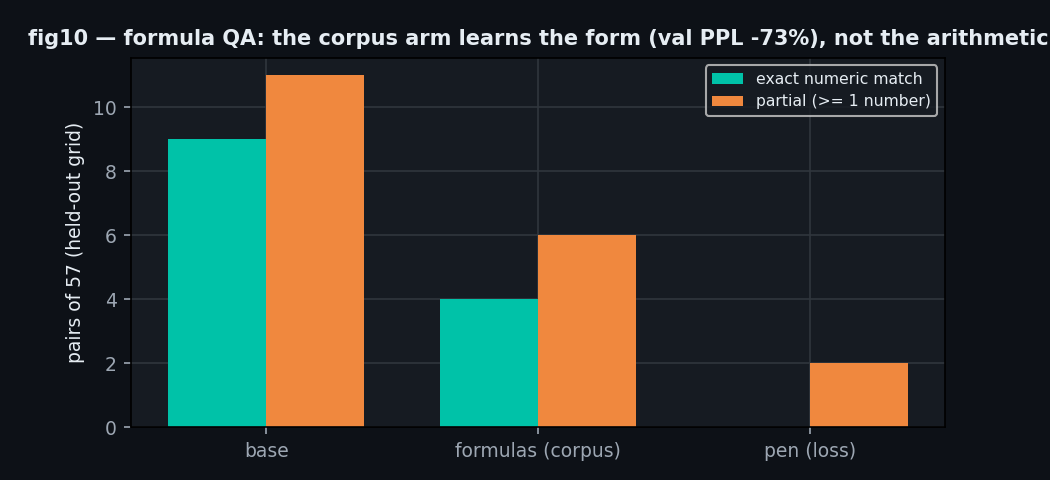 fig10 — formula QA: the corpus arm learns the form (val PPL -73%), not the arithmetic
exact numeric match
partial (>= 1 number)
pairs of 57 (held-out grid)
10
8
6
4
2
0
base
formulas (corpus)
pen (loss)